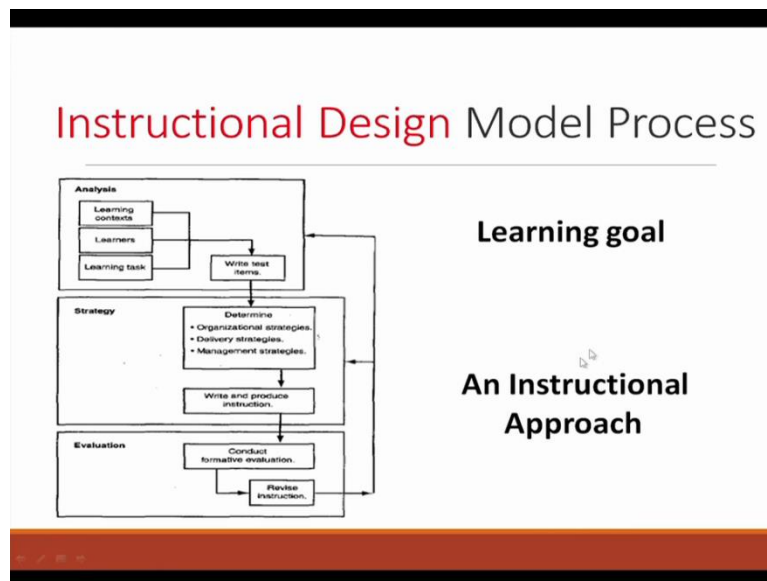 Instructional Design Model Process
Analysis
Learning
contexts
Learners
Learning task
Write test
items.
Learning goal
Strategy
Determine
• Organizational strategies.
• Delivery strategies.
• Management strategies.
Write and produce
instruction.
An Instructional
Approach
Evaluation
Conduct
formative evaluation.
Revise
instruction.